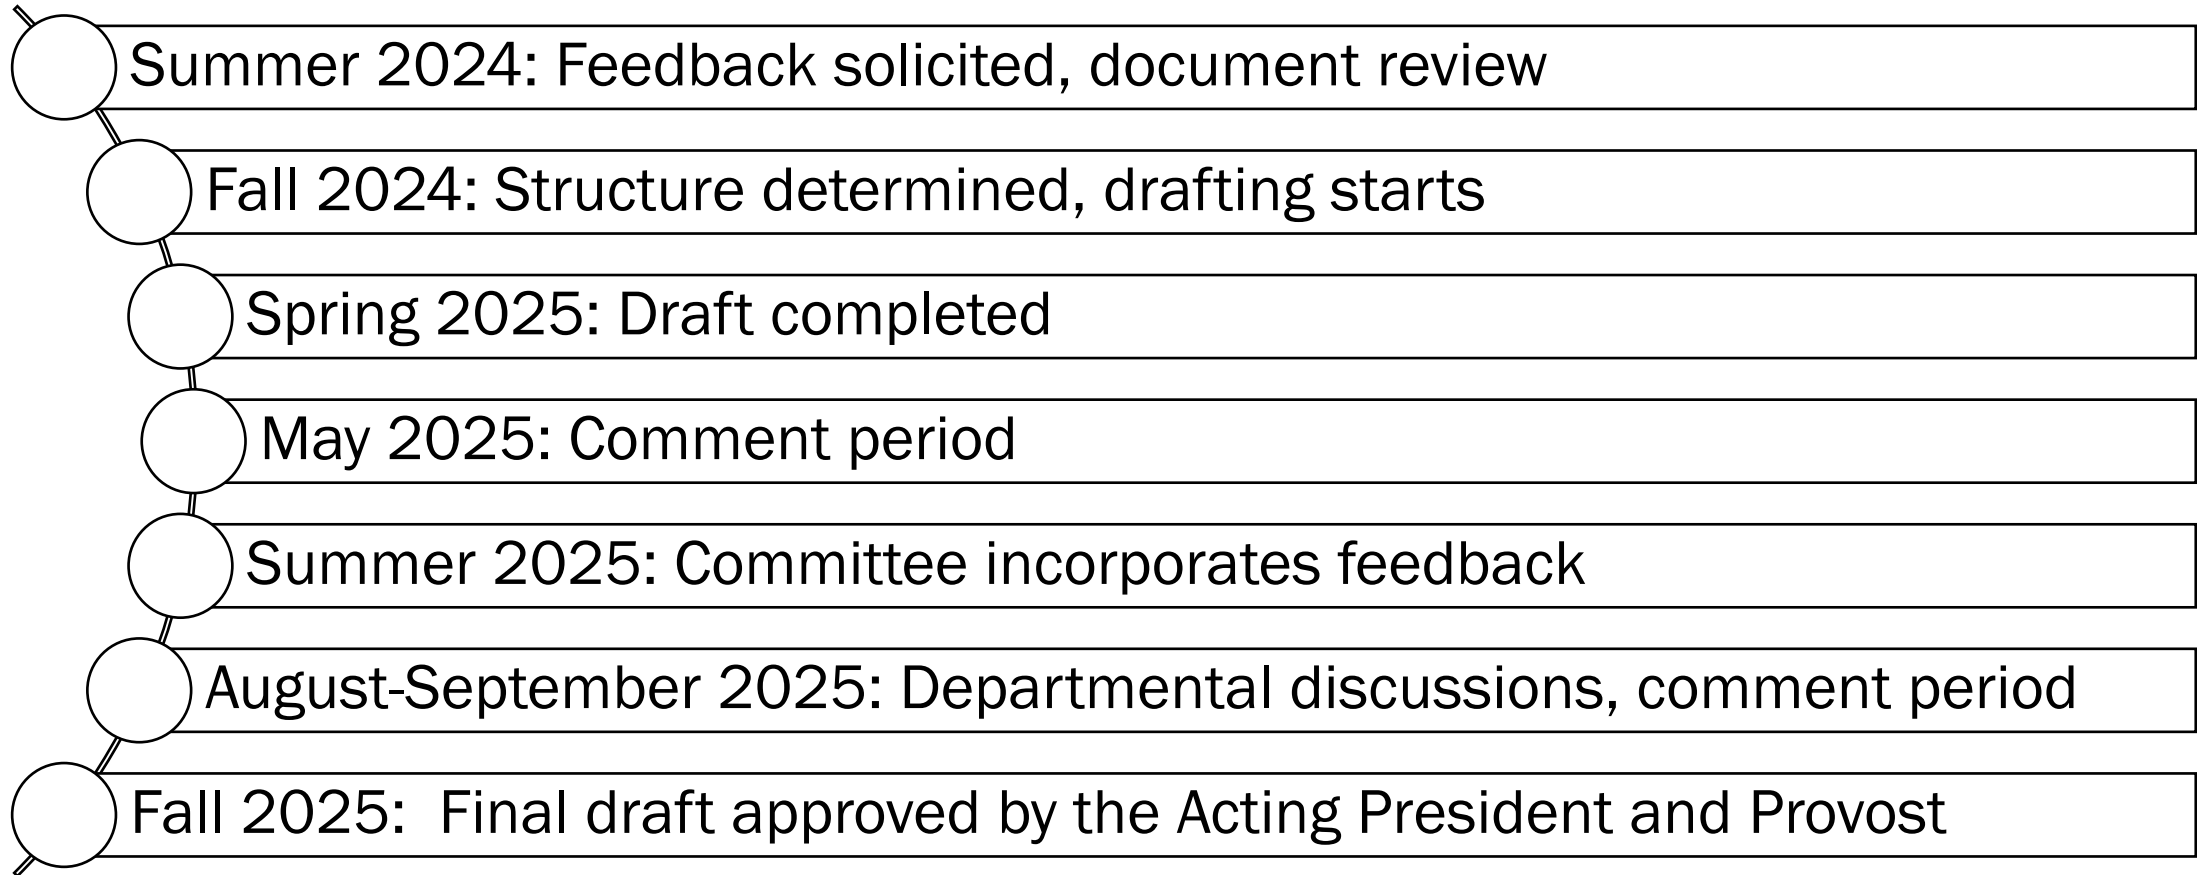 Summer 2024: Feedback solicited, document review
Fall 2024: Structure determined, drafting starts
Spring 2025: Draft completed
May 2025: Comment period
Summer 2025: Committee incorporates feedback
August-September 2025: Departmental discussions, comment period
Fall 2025:  Final draft approved by the Acting President and Provost